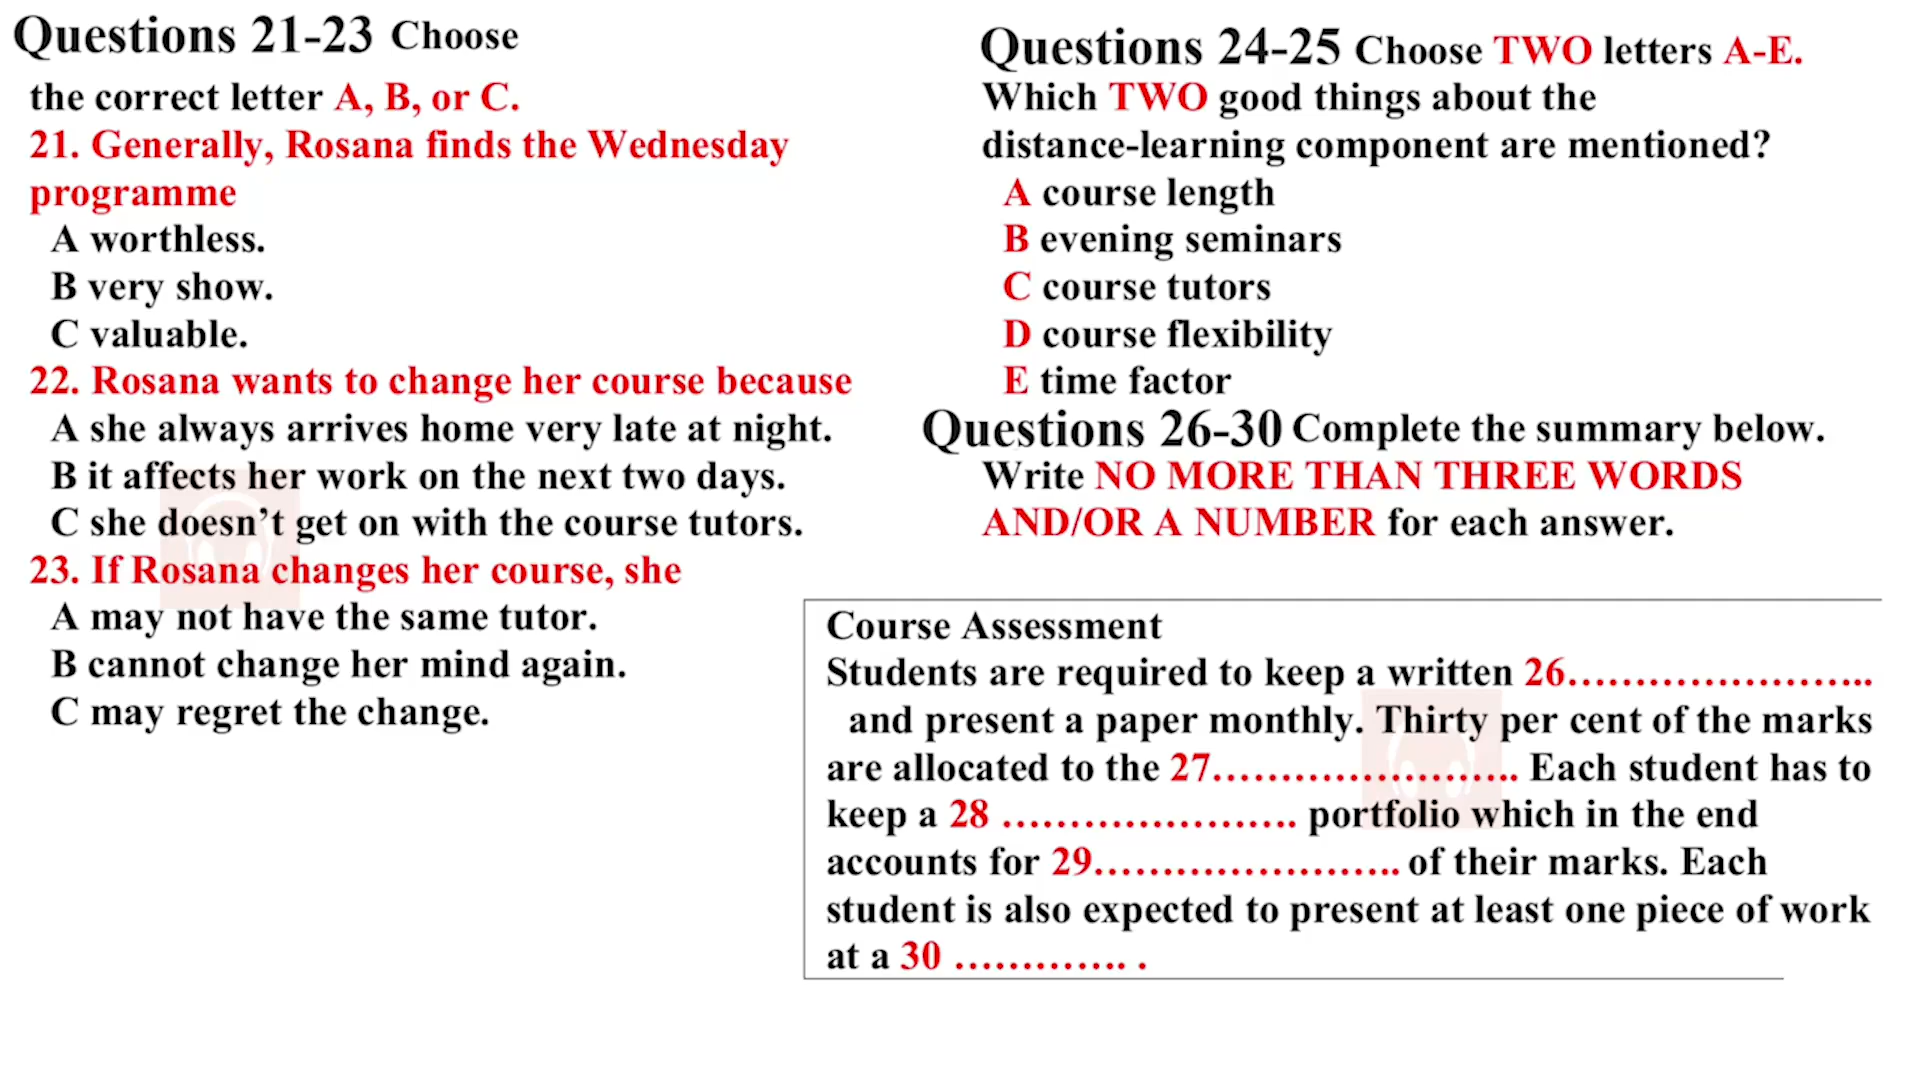 Questions 21-23 Choose
the correct letter A, B, or C.
21. Generally, Rosana finds the Wednesday
programme
A worthless.
B very show.
C valuable.
22. Rosana wants to change her course because
A she always arrives home very late at night.
B it affects her work on the next two days.
C she doesn’t get on with the course tutors.
23. If Rosana changes her course, she
A may not have the same tutor.
B cannot change her mind again.
C may regret the change.
Questions 24-25 Choose TWO letters A-E.
Which TWO good things about the
distance-learning component are mentioned?
A course length
B evening seminars
C course tutors
D course flexibility
E time factor
Questions 26-30 Complete the summary below.
Write NO MORE THAN THREE WORDS
AND/OR A NUMBER for each answer.
Course Assessment
Students are required to keep a written 26…………………..
and present a paper monthly. Thirty per cent of the marks
are allocated to the 27………………….. Each student has to
keep a 28 …………………. portfolio which in the end
accounts for 29………………….. of their marks. Each
student is also expected to present at least one piece of work
at a 30 ………….. .